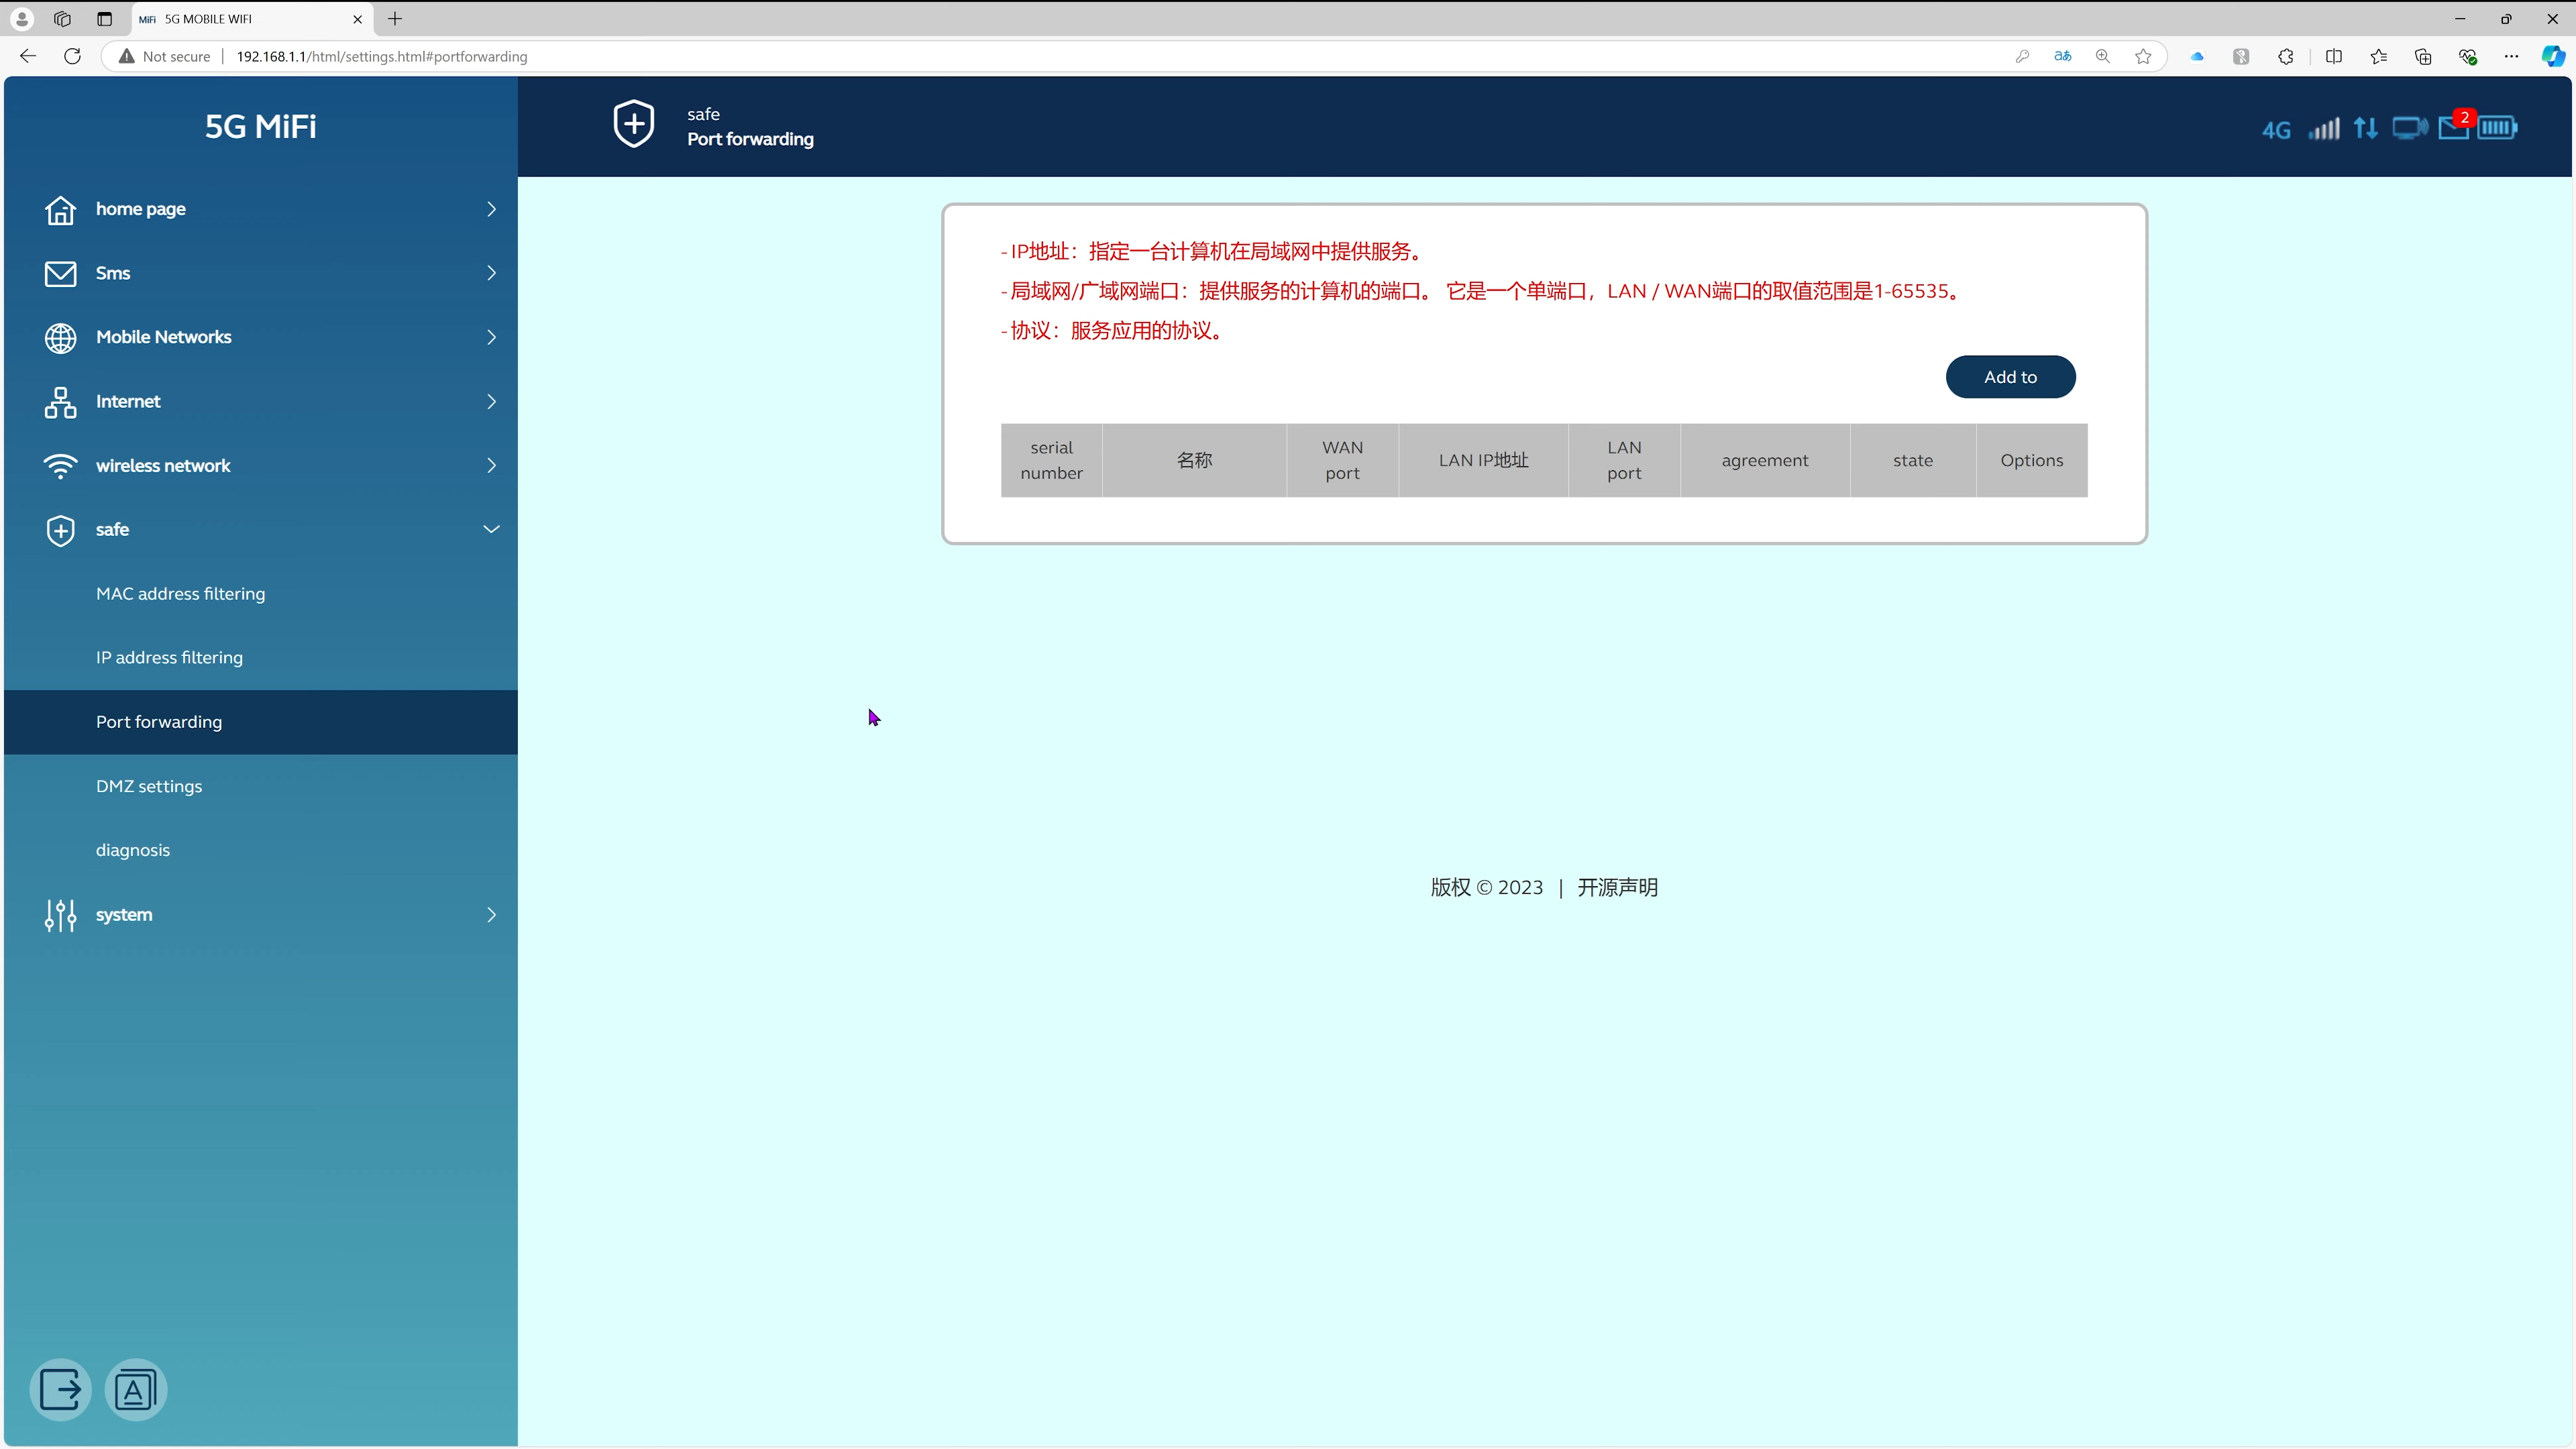 MiFi 5G MOBILE WIFI
Not secure 192.168.1.1/html/settings.html#portforwarding
aあ
5G MiFi
home page
Sms
Mobile Networks
Internet
wireless network
safe
MAC address filtering
IP address filtering
Port forwarding
DMZ settings
diagnosis
system
A
safe
Port forwarding
4G
2
- IP地址：指定一台计算机在局域网中提供服务。
- 局域网/广域网端口：提供服务的计算机的端口。 它是一个单端口，LAN / WAN端口的取值范围是1-65535。
- 协议：服务应用的协议。
Add to
serial number 名称 WAN port LAN IP地址 LAN port agreement state Options
版权 © 2023 | 开源声明